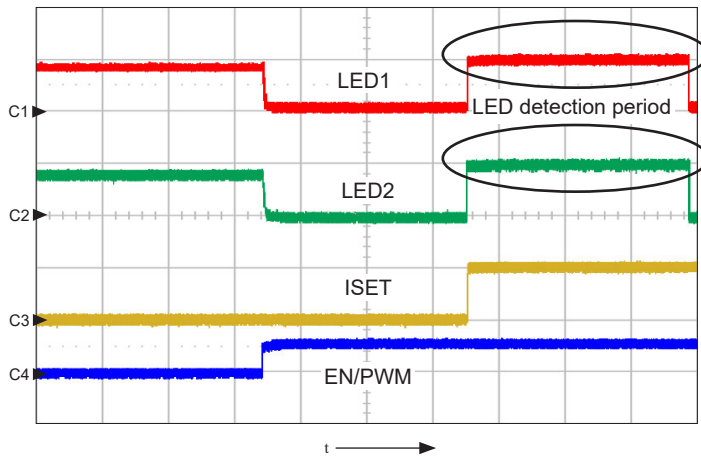 LED1
C1
LED detection period
LED2
C2
ISET
C3
C4
EN/PWM
t